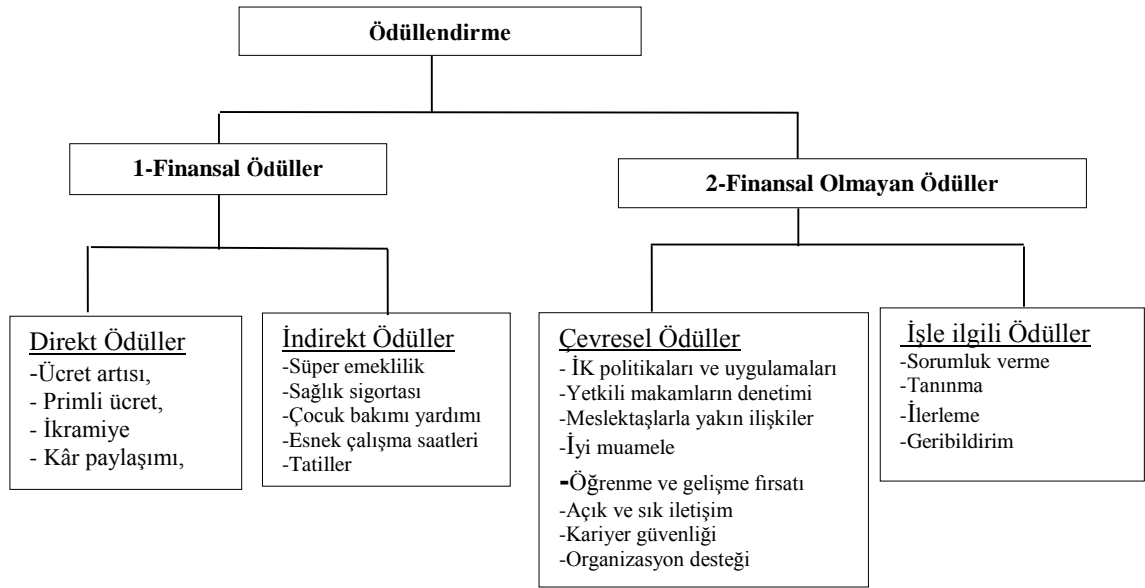 Ödüllendirme
1-Finansal Ödüller
2-Finansal Olmayan Ödüller
Direkt Ödüller
-Ücret artısı,
- Primli ücret,
- İkramiye
- Kâr paylaşımı,
İndirekt Ödüller
-Süper emeklilik
-Sağlık sigortası
-Çocuk bakımı yardımı
-Esnek çalışma saatleri
-Tatiller
Çevresel Ödüller
- İK politikaları ve uygulamaları
-Yetkili makamların denetimi
-Meslektaşlarla yakın ilişkiler
-İyi muamele
-Öğrenme ve gelişme fırsatı
-Açık ve sık iletişim
-Kariyer güvenliği
-Organizasyon desteği
İşle ilgili Ödüller
-Sorumluk verme
-Tanınma
-İlerleme
-Geribildirim